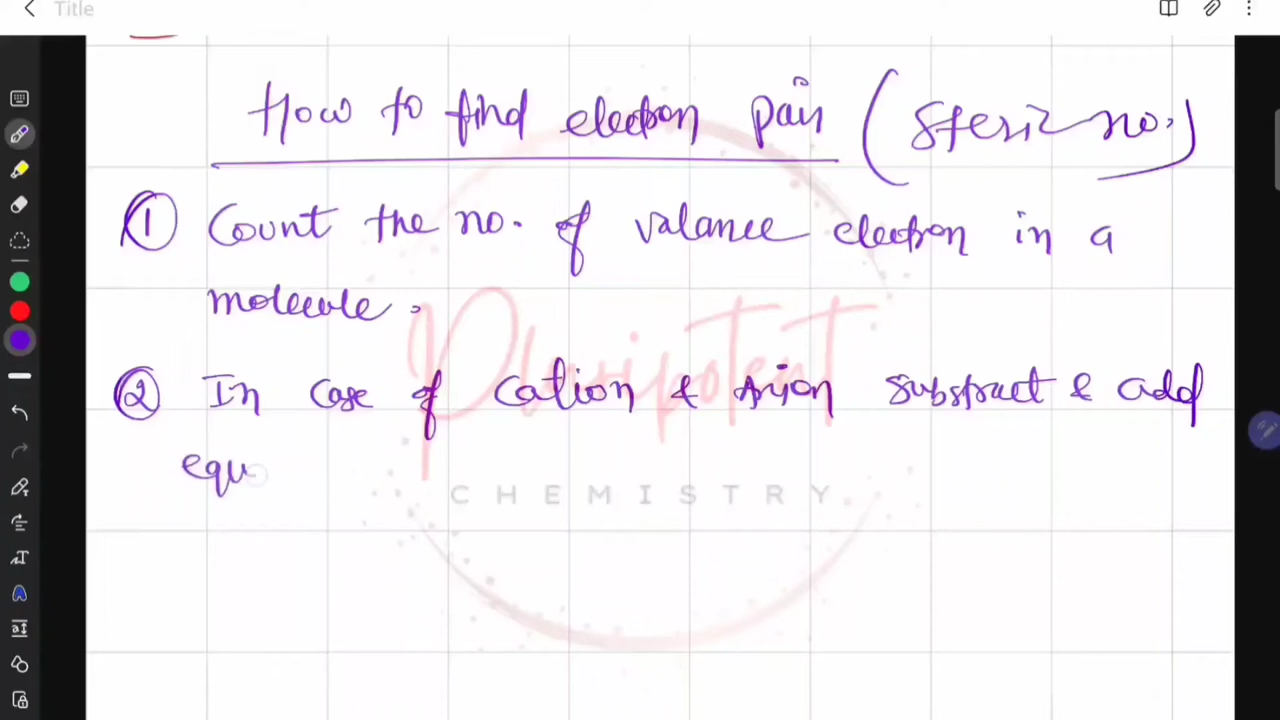 Title
How to find electron pair (Steric no.)
① Count the no. of valance electron in a
molecule.
② In case of cation & Anion substract & add
equ
Pluripotent
CHEMISTRY